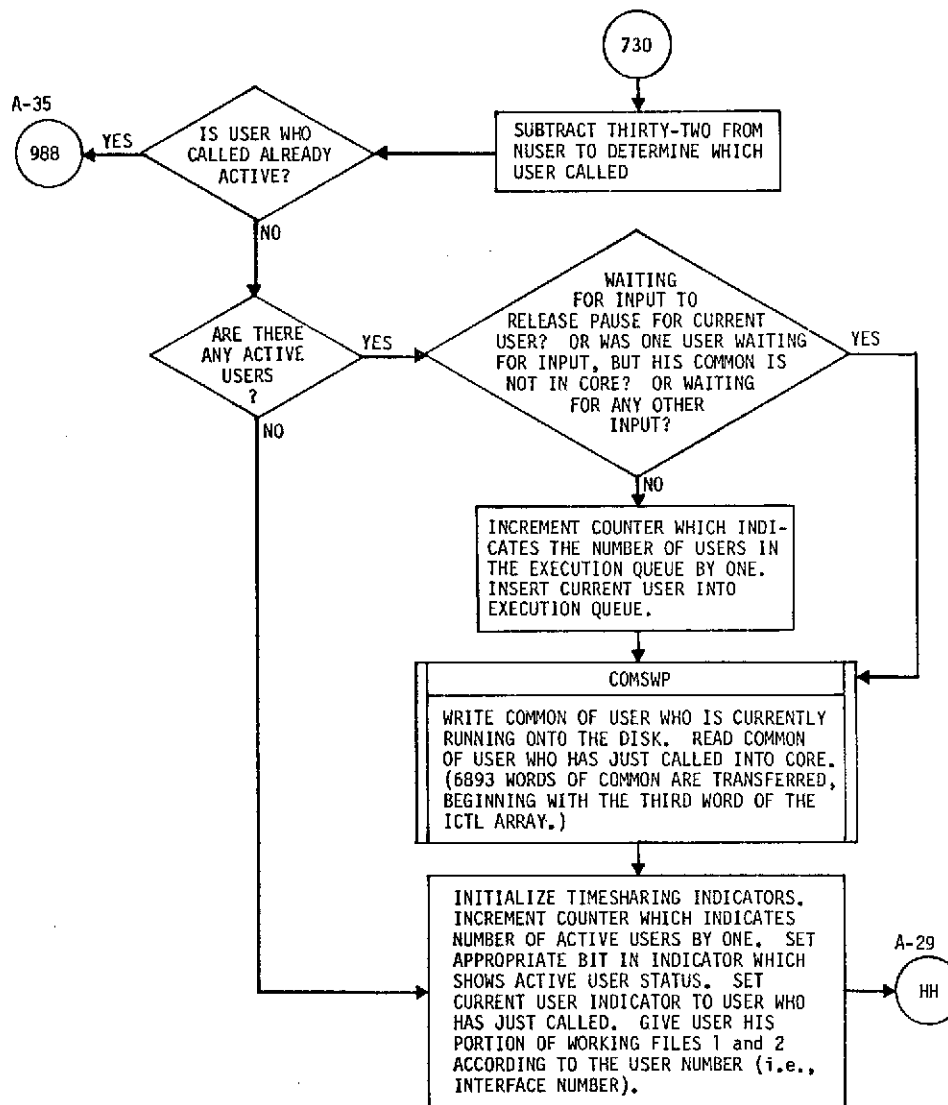 730
SUBTRACT THIRTY-TWO FROM
NUSER TO DETERMINE WHICH
USER CALLED
A-35
988
YES
IS USER WHO
CALLED ALREADY
ACTIVE?
NO
ARE THERE
ANY ACTIVE
USERS
?
YES
NO
WAITING
FOR INPUT TO
RELEASE PAUSE FOR CURRENT
USER? OR WAS ONE USER WAITING
FOR INPUT, BUT HIS COMMON IS
NOT IN CORE? OR WAITING
FOR ANY OTHER
INPUT?
YES
NO
INCREMENT COUNTER WHICH INDI-
CATES THE NUMBER OF USERS IN
THE EXECUTION QUEUE BY ONE.
INSERT CURRENT USER INTO
EXECUTION QUEUE.
COMSWP
WRITE COMMON OF USER WHO IS CURRENTLY
RUNNING ONTO THE DISK. READ COMMON
OF USER WHO HAS JUST CALLED INTO CORE.
(6893 WORDS OF COMMON ARE TRANSFERRED,
BEGINNING WITH THE THIRD WORD OF THE
ICTL ARRAY.)
INITIALIZE TIMESHARING INDICATORS.
INCREMENT COUNTER WHICH INDICATES
NUMBER OF ACTIVE USERS BY ONE. SET
APPROPRIATE BIT IN INDICATOR WHICH
SHOWS ACTIVE USER STATUS. SET
CURRENT USER INDICATOR TO USER WHO
HAS JUST CALLED. GIVE USER HIS
PORTION OF WORKING FILES 1 and 2
ACCORDING TO THE USER NUMBER (i.e.,
INTERFACE NUMBER).
A-29
HH